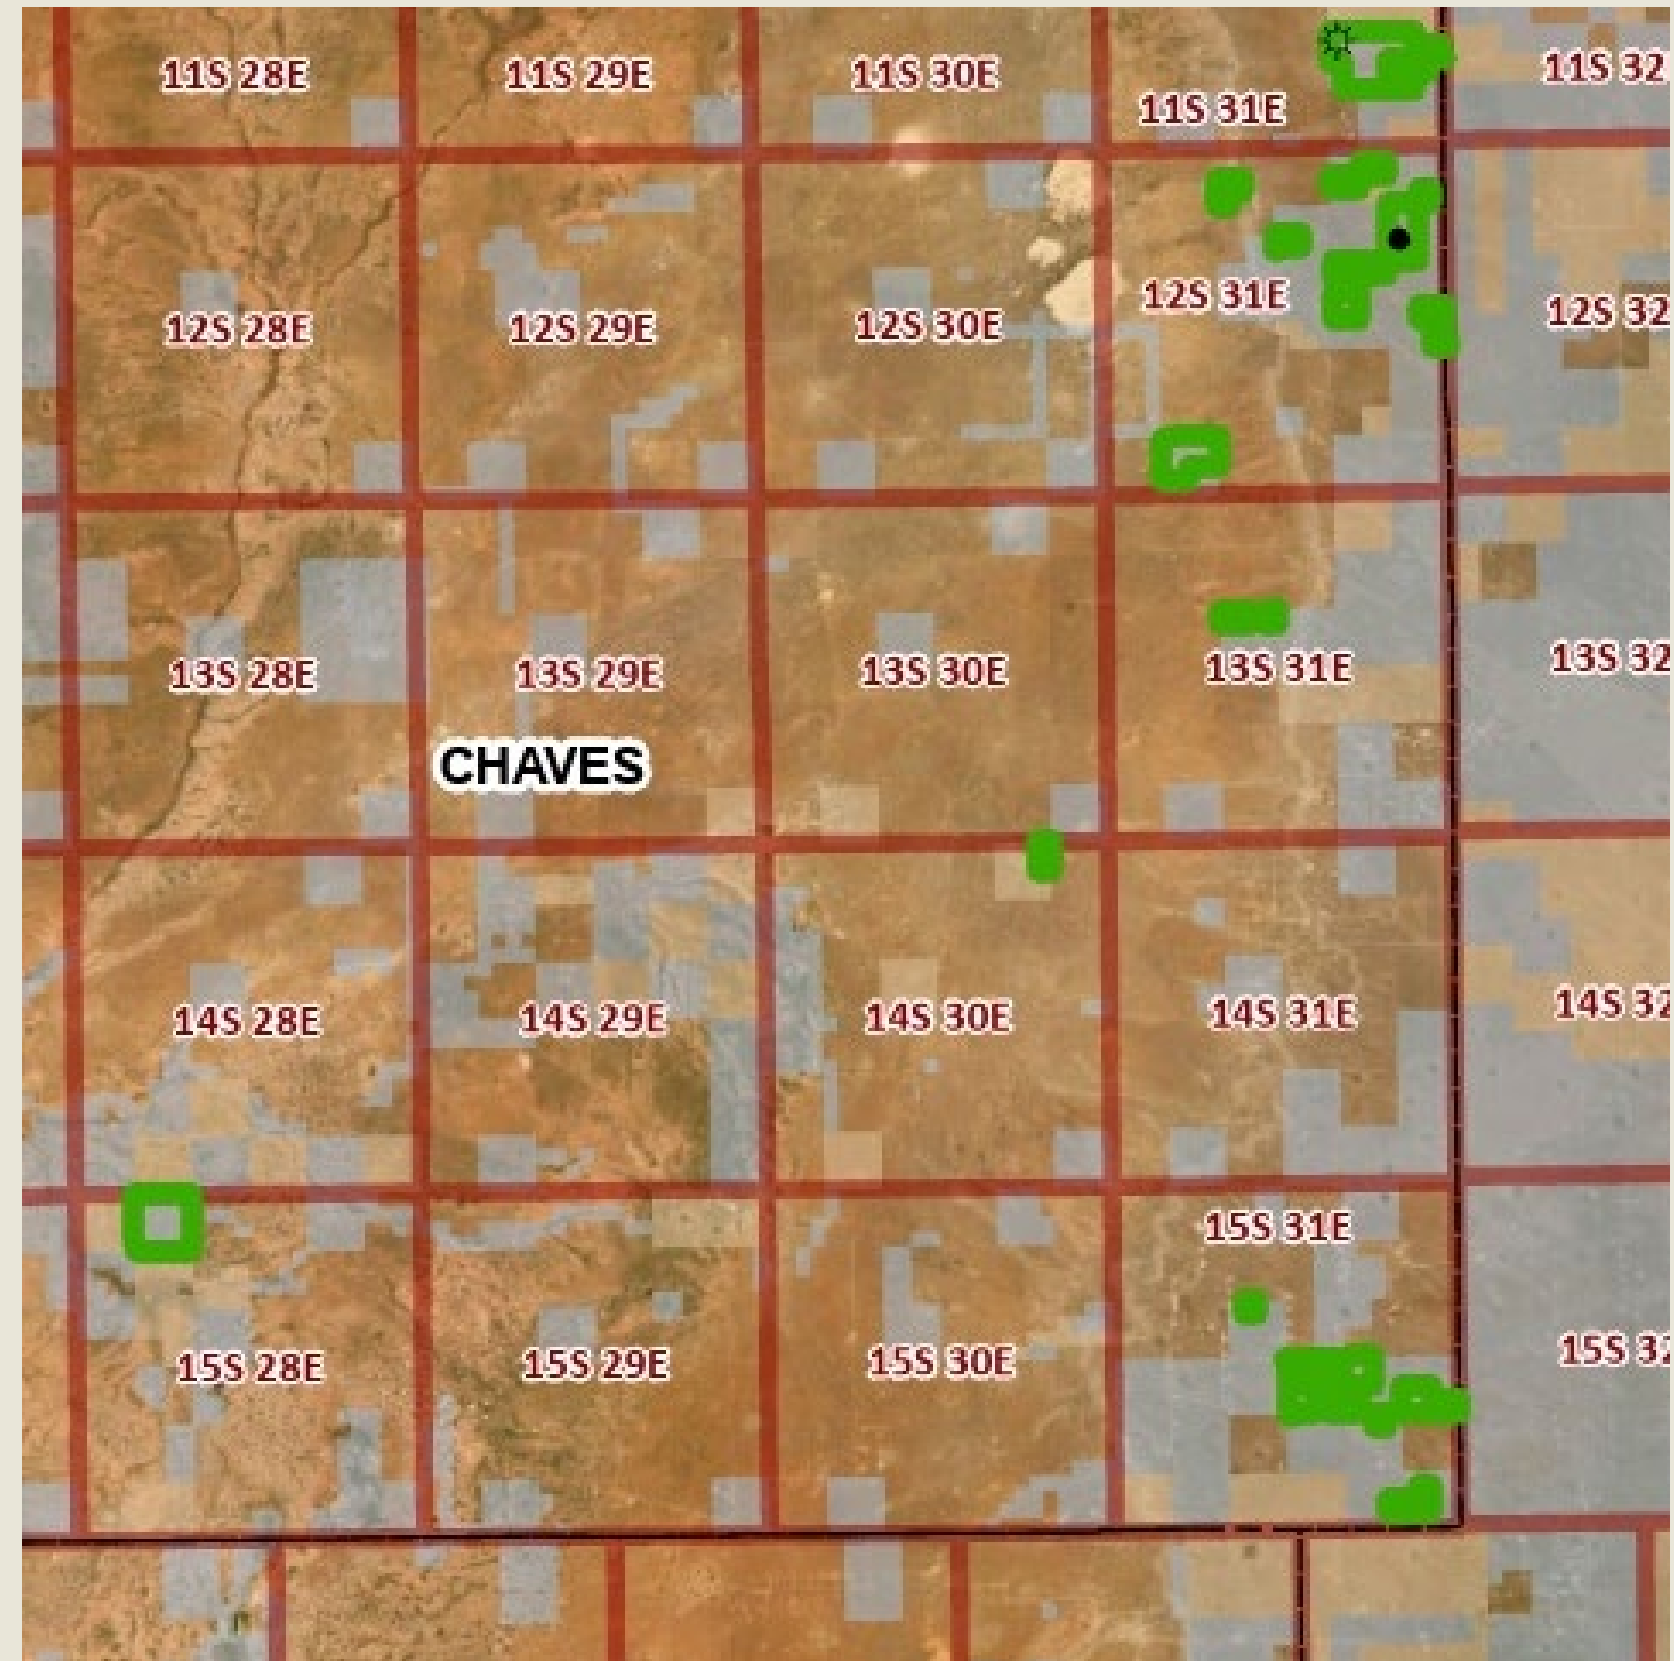 11S 28E
11S 29E
11S 30E
11S 31E
11S 32
12S 28E
12S 29E
12S 30E
12S 31E
12S 32
13S 28E
13S 29E
13S 30E
13S 31E
13S 32
CHAVES
14S 28E
14S 29E
14S 30E
14S 31E
14S 32
15S 31E
15S 28E
15S 29E
15S 30E
15S 32